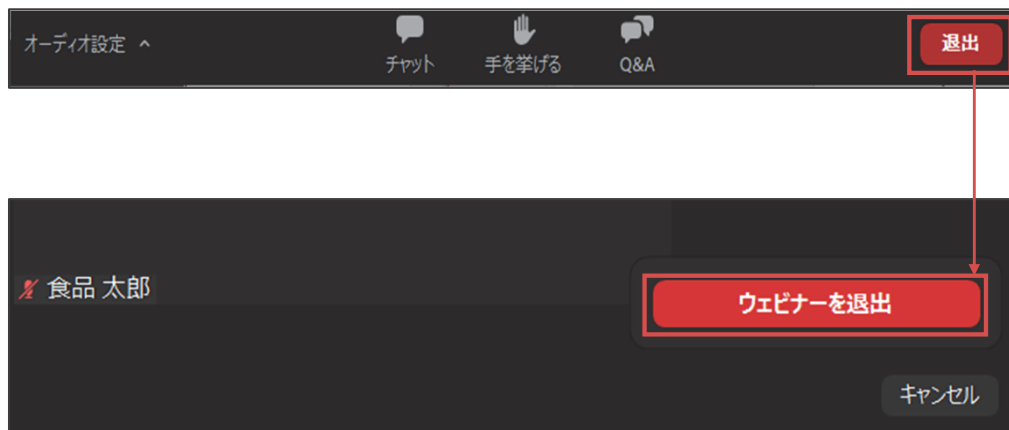 オーディオ設定
チャット
手を挙げる
Q&A
退出
食品 太郎
ウェビナーを退出
キャンセル